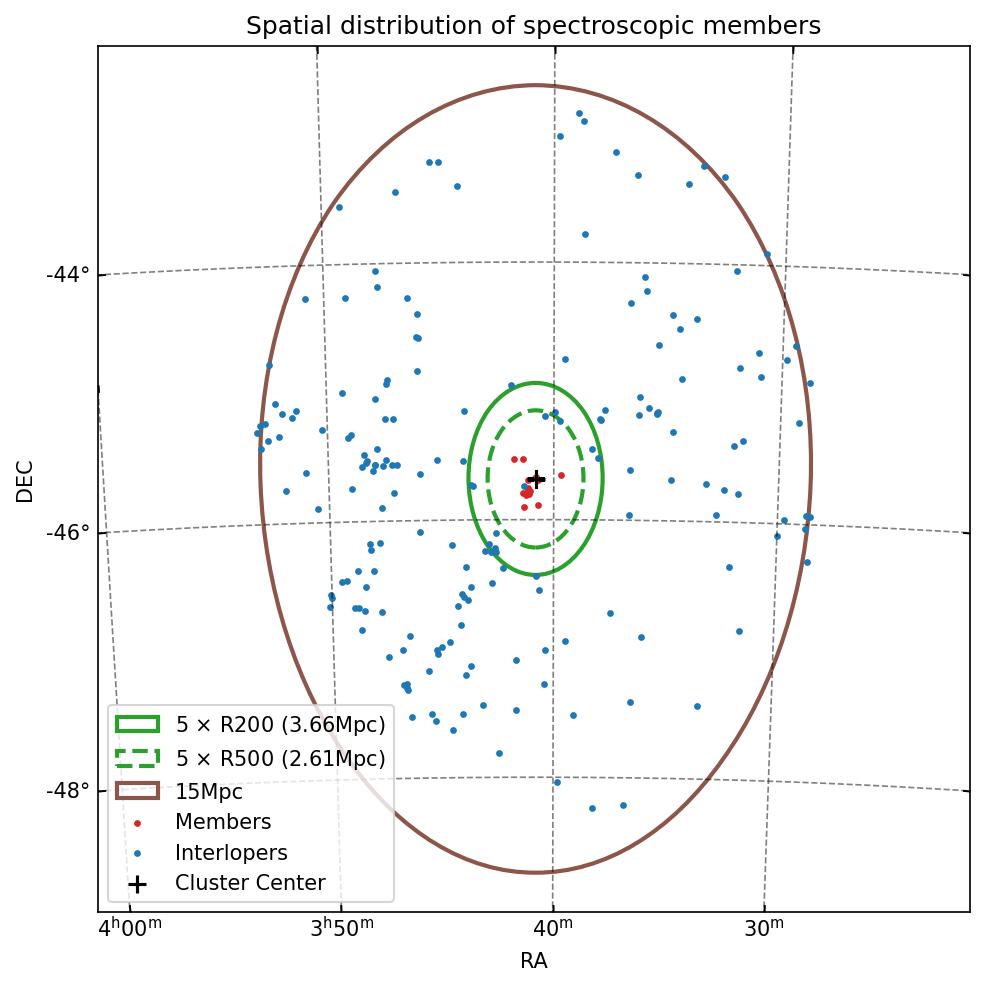 Spatial distribution of spectroscopic members
-44°
-46°
-48°
DEC
5 × R200 (3.66Mpc)
5 × R500 (2.61Mpc)
15Mpc
Members
Interlopers
Cluster Center
4ʰ00ᵐ 3ʰ50ᵐ 40ᵐ 30ᵐ
RA